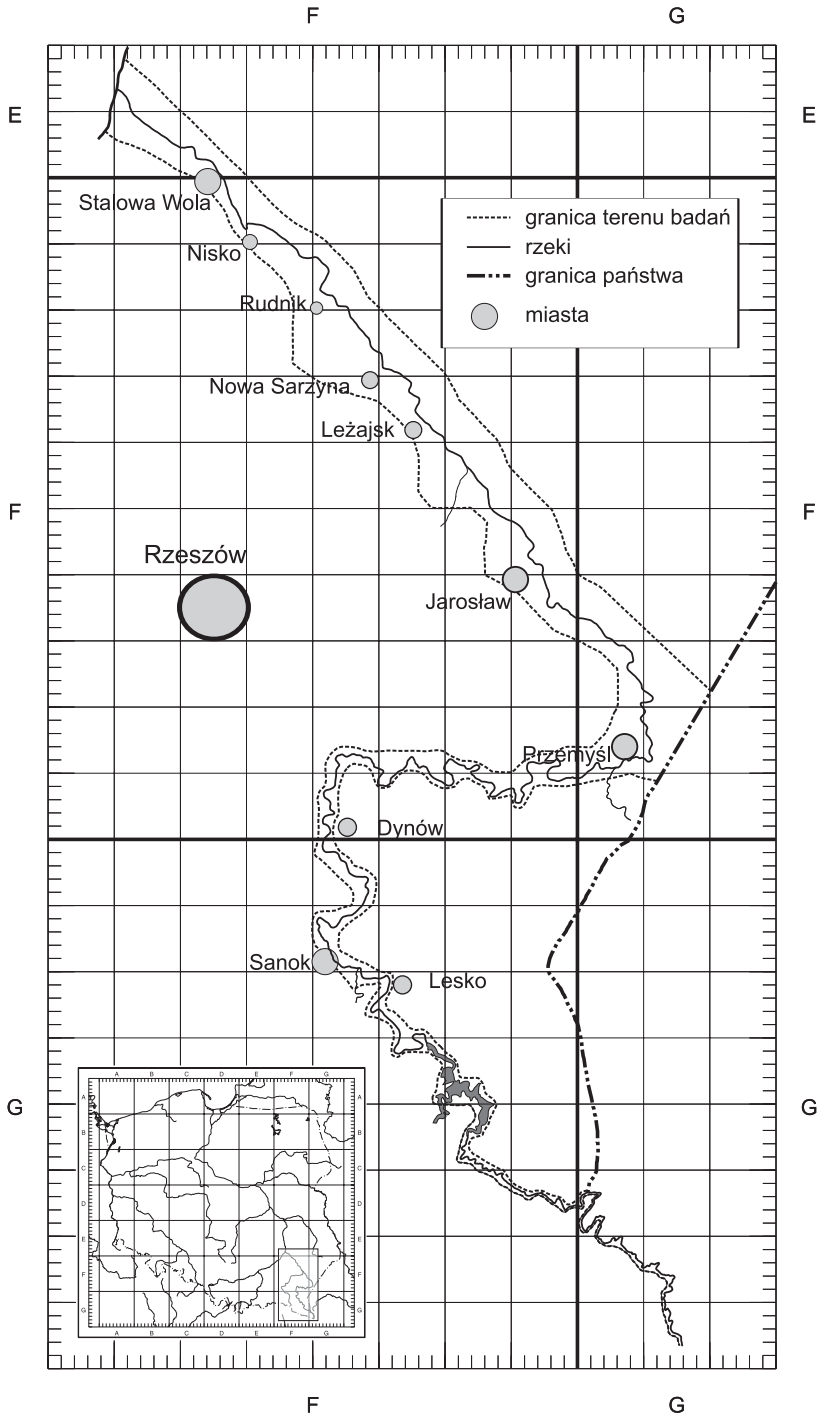 F G
E E
Stalowa Wola
granica terenu badań
rzeki
granica państwa
miasta
Nisko
Rudnik
Nowa Sarzyna
Leżajsk
F F
Rzeszów
Jarosław
Przemyśl
Dynów
Sanok
Lesko
G G
A B C D E F G
A A
B B
C C
D D
E E
F F
G G
A B C D E F G
F G